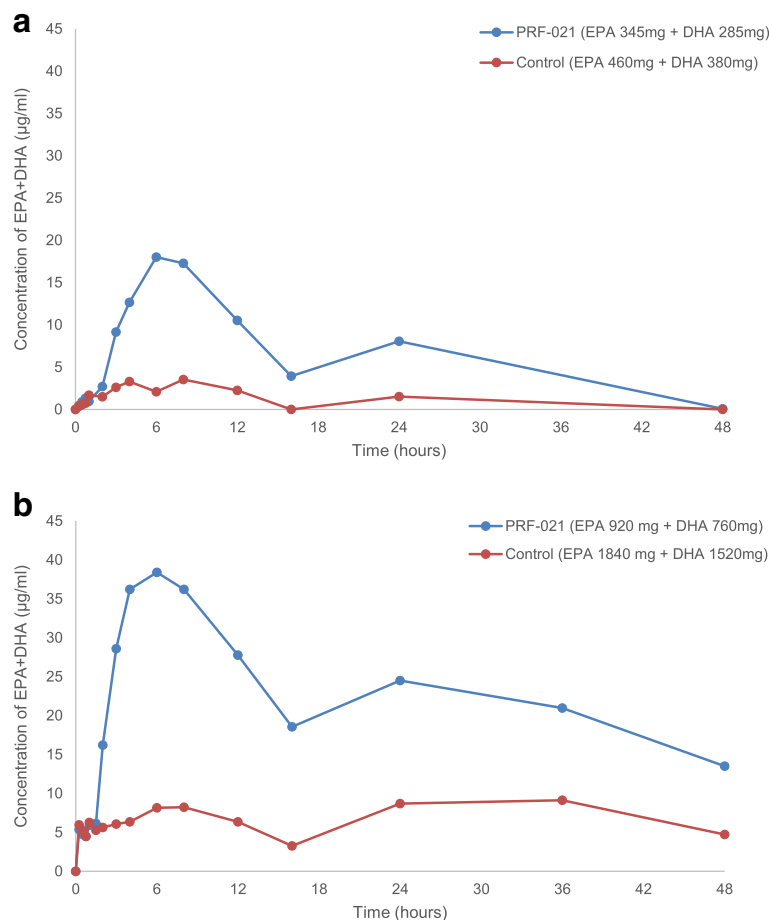 a
PRF-021 (EPA 345mg + DHA 285mg)
Control (EPA 460mg + DHA 380mg)
Concentration of EPA+DHA (µg/ml)
45
40
35
30
25
20
15
10
5
0
0 6 12 18 24 30 36 42 48
Time (hours)
b
PRF-021 (EPA 920 mg + DHA 760mg)
Control (EPA 1840 mg + DHA 1520mg)
Concentration of EPA+DHA (µg/ml)
45
40
35
30
25
20
15
10
5
0
0 6 12 18 24 30 36 42 48
Time (hours)